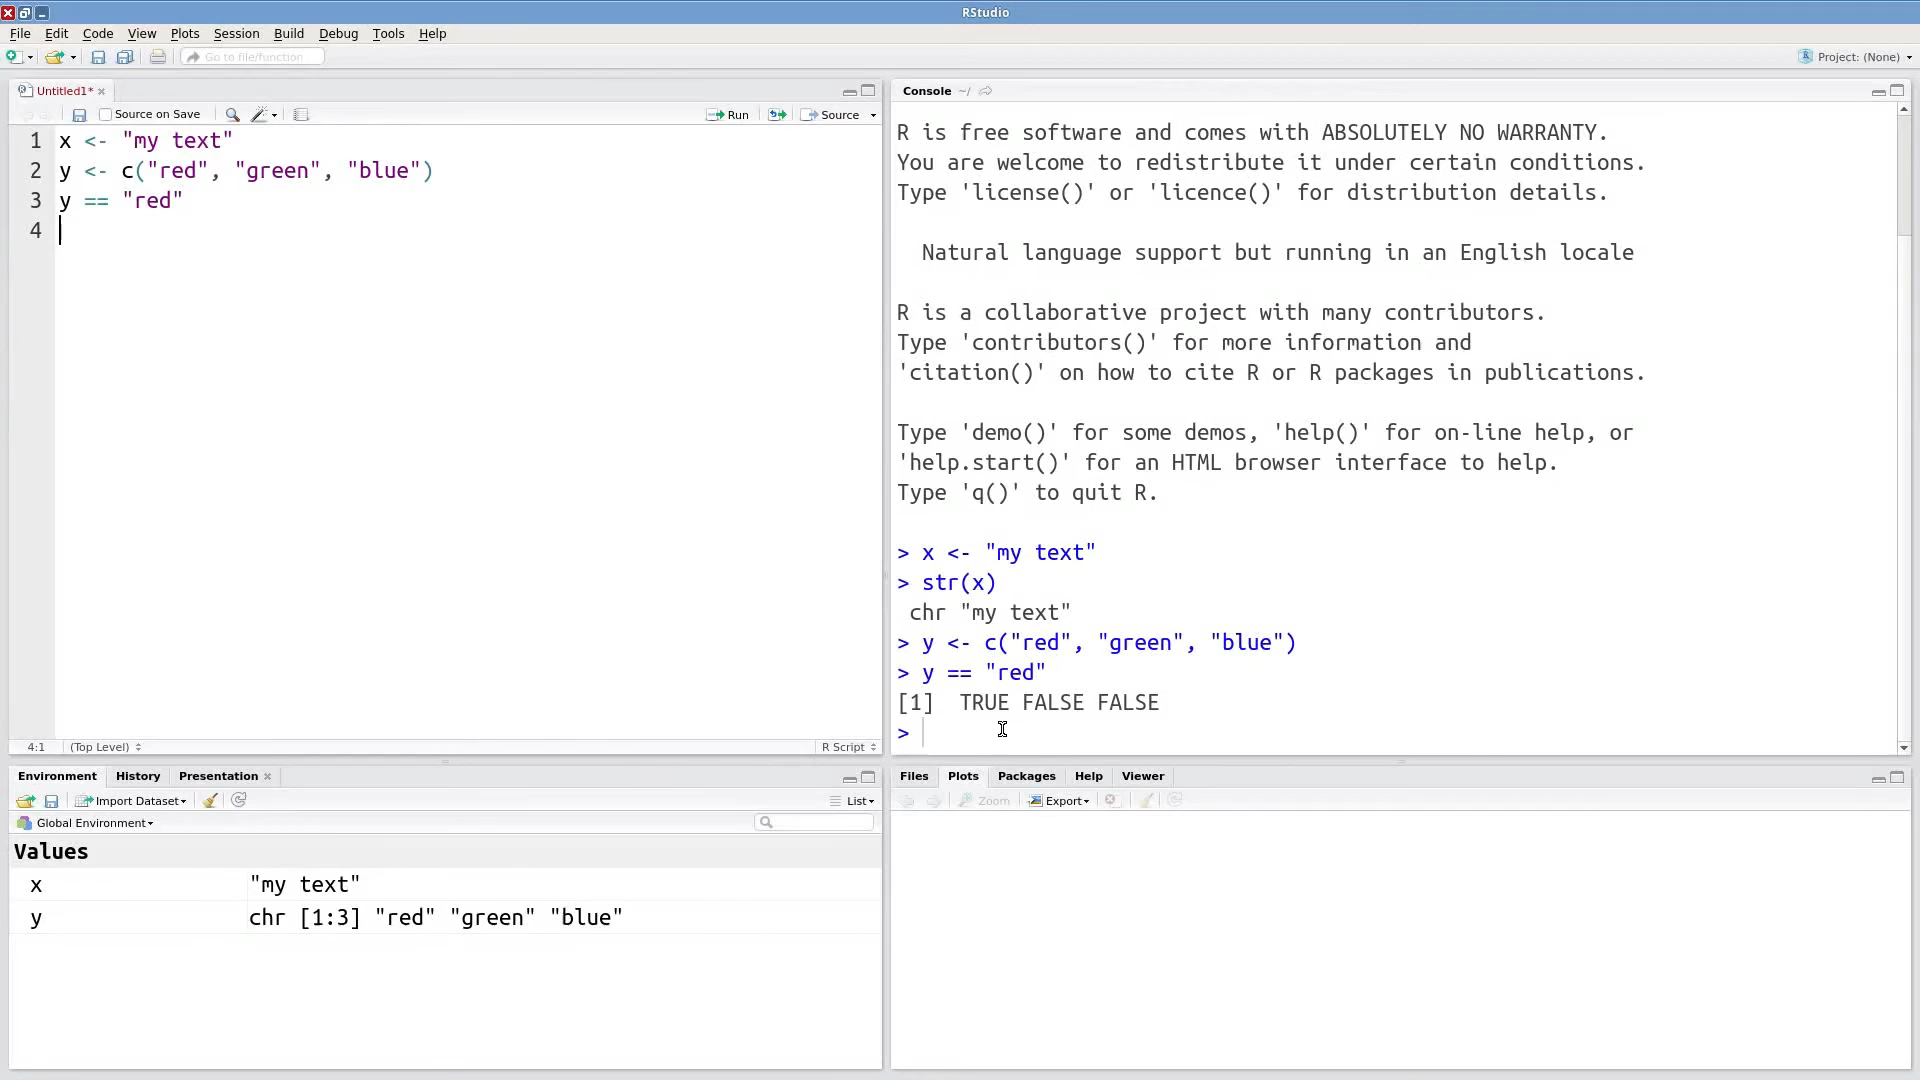 RStudio
File Edit Code View Plots Session Build Debug Tools Help
Go to file/function
Project: (None)
Untitled1*
Source on Save
Run
Source
1 x <- "my text"
2 y <- c("red", "green", "blue")
3 y == "red"
4
4:1 (Top Level)
R Script
Console ~/
R is free software and comes with ABSOLUTELY NO WARRANTY.
You are welcome to redistribute it under certain conditions.
Type 'license()' or 'licence()' for distribution details.
Natural language support but running in an English locale
R is a collaborative project with many contributors.
Type 'contributors()' for more information and
'citation()' on how to cite R or R packages in publications.
Type 'demo()' for some demos, 'help()' for on-line help, or
'help.start()' for an HTML browser interface to help.
Type 'q()' to quit R.
> x <- "my text"
> str(x)
chr "my text"
> y <- c("red", "green", "blue")
> y == "red"
[1]  TRUE FALSE FALSE
>
Environment History Presentation
Import Dataset
List
Global Environment
Values
x "my text"
y chr [1:3] "red" "green" "blue"
Files Plots Packages Help Viewer
Zoom Export